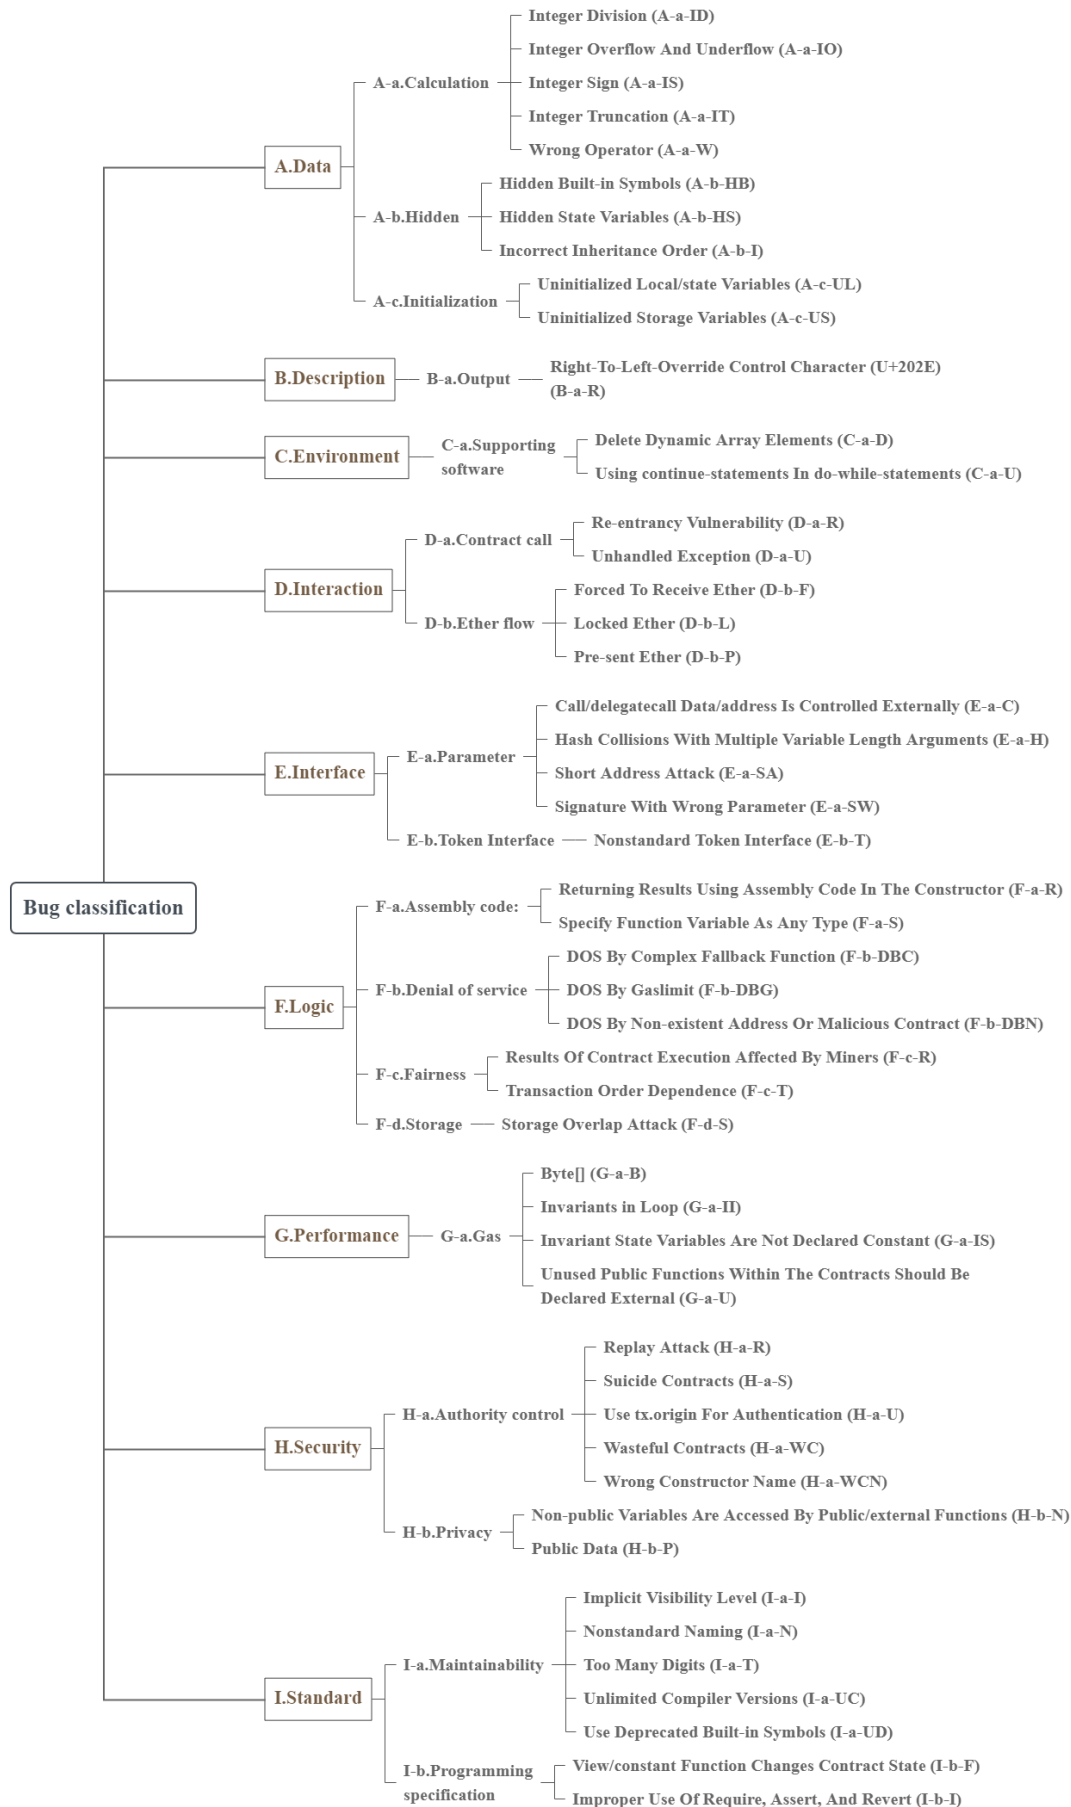 Bug classification
A.Data
A-a.Calculation
Integer Division (A-a-ID)
Integer Overflow And Underflow (A-a-IO)
Integer Sign (A-a-IS)
Integer Truncation (A-a-IT)
Wrong Operator (A-a-W)
A-b.Hidden
Hidden Built-in Symbols (A-b-HB)
Hidden State Variables (A-b-HS)
Incorrect Inheritance Order (A-b-I)
A-c.Initialization
Uninitialized Local/state Variables (A-c-UL)
Uninitialized Storage Variables (A-c-US)
B.Description
B-a.Output
Right-To-Left-Override Control Character (U+202E)
(B-a-R)
C.Environment
C-a.Supporting
software
Delete Dynamic Array Elements (C-a-D)
Using continue-statements In do-while-statements (C-a-U)
D.Interaction
D-a.Contract call
Re-entrancy Vulnerability (D-a-R)
Unhandled Exception (D-a-U)
D-b.Ether flow
Forced To Receive Ether (D-b-F)
Locked Ether (D-b-L)
Pre-sent Ether (D-b-P)
E.Interface
E-a.Parameter
Call/delegatecall Data/address Is Controlled Externally (E-a-C)
Hash Collisions With Multiple Variable Length Arguments (E-a-H)
Short Address Attack (E-a-SA)
Signature With Wrong Parameter (E-a-SW)
E-b.Token Interface
Nonstandard Token Interface (E-b-T)
F.Logic
F-a.Assembly code:
Returning Results Using Assembly Code In The Constructor (F-a-R)
Specify Function Variable As Any Type (F-a-S)
F-b.Denial of service
DOS By Complex Fallback Function (F-b-DBC)
DOS By Gaslimit (F-b-DBG)
DOS By Non-existent Address Or Malicious Contract (F-b-DBN)
F-c.Fairness
Results Of Contract Execution Affected By Miners (F-c-R)
Transaction Order Dependence (F-c-T)
F-d.Storage
Storage Overlap Attack (F-d-S)
G.Performance
G-a.Gas
Byte[] (G-a-B)
Invariants in Loop (G-a-II)
Invariant State Variables Are Not Declared Constant (G-a-IS)
Unused Public Functions Within The Contracts Should Be
Declared External (G-a-U)
H.Security
H-a.Authority control
Replay Attack (H-a-R)
Suicide Contracts (H-a-S)
Use tx.origin For Authentication (H-a-U)
Wasteful Contracts (H-a-WC)
Wrong Constructor Name (H-a-WCN)
H-b.Privacy
Non-public Variables Are Accessed By Public/external Functions (H-b-N)
Public Data (H-b-P)
I.Standard
I-a.Maintainability
Implicit Visibility Level (I-a-I)
Nonstandard Naming (I-a-N)
Too Many Digits (I-a-T)
Unlimited Compiler Versions (I-a-UC)
Use Deprecated Built-in Symbols (I-a-UD)
I-b.Programming
specification
View/constant Function Changes Contract State (I-b-F)
Improper Use Of Require, Assert, And Revert (I-b-I)